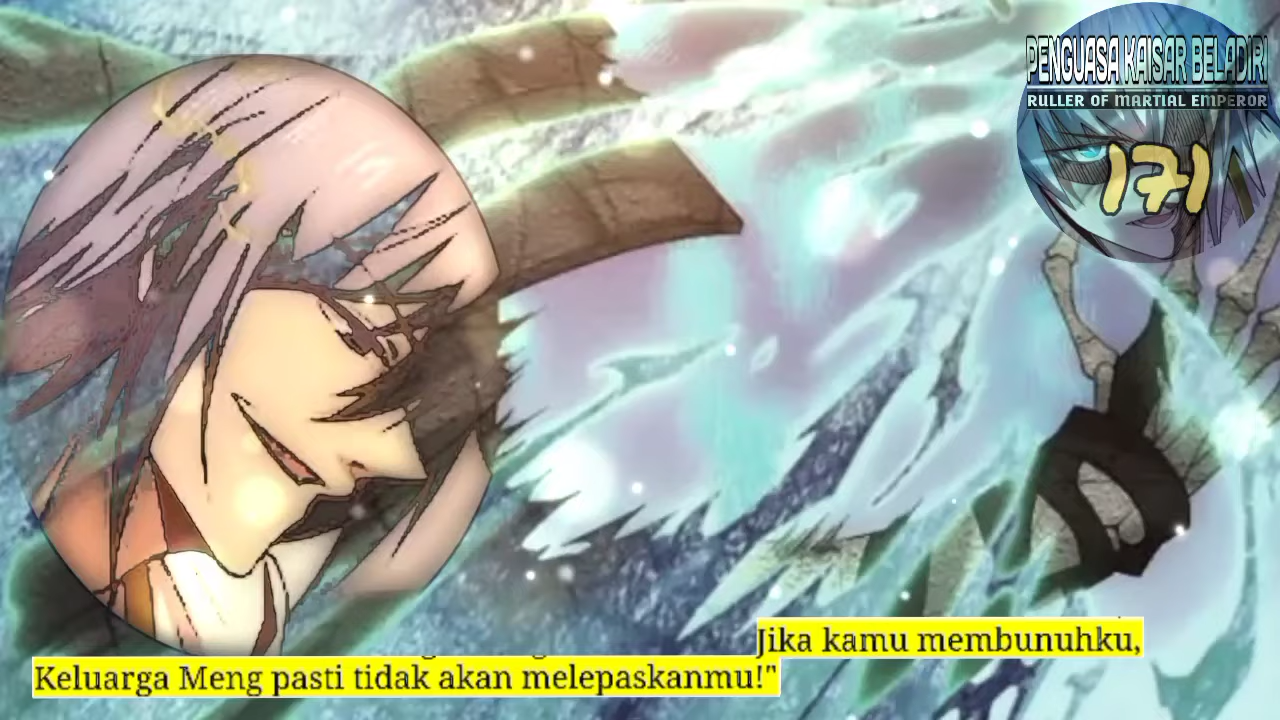 PENGUASA KAISAR BELADIRI
RULLER OF MARTIAL EMPEROR
171
Jika kamu membunuhku,
Keluarga Meng pasti tidak akan melepaskanmu!"